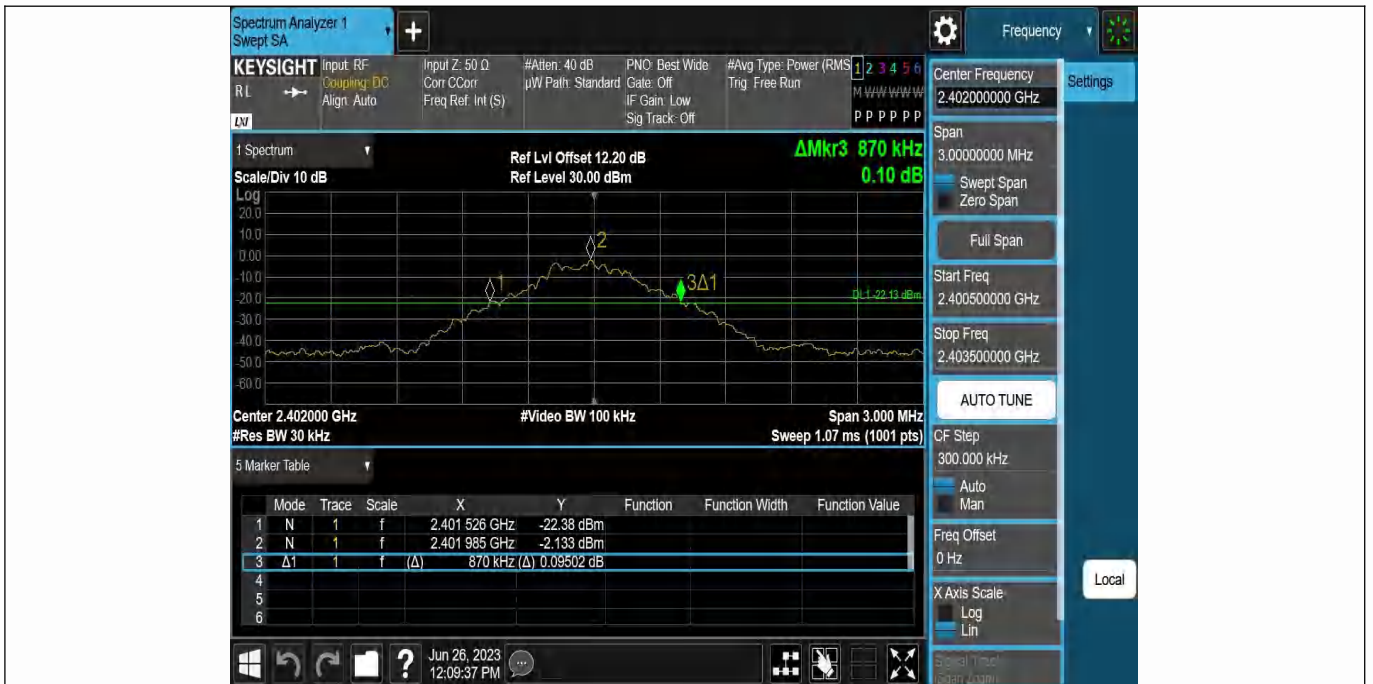 Spectrum Analyzer 1
Swept SA
+
Frequency
KEYSIGHT
RL
LXI
Input: RF
Coupling: DC
Align: Auto
Input Z: 50 Ω
Corr CCorr
Freq Ref: Int (S)
#Atten: 40 dB
µW Path: Standard
PNO: Best Wide
Gate: Off
IF Gain: Low
Sig Track: Off
#Avg Type: Power (RMS
Trig: Free Run
1 2 3 4 5 6
M W W W W W
P P P P P P
Center Frequency
2.402000000 GHz
Settings
Span
3.00000000 MHz
Swept Span
Zero Span
Full Span
Start Freq
2.400500000 GHz
Stop Freq
2.403500000 GHz
AUTO TUNE
CF Step
300.000 kHz
Auto
Man
Freq Offset
0 Hz
X Axis Scale
Log
Lin
Signal Track
(Span Zoom)
Local
1 Spectrum
Scale/Div 10 dB
Ref Lvl Offset 12.20 dB
Ref Level 30.00 dBm
ΔMkr3 870 kHz
0.10 dB
Log
20.0
10.0
0.00
-10.0
-20.0
-30.0
-40.0
-50.0
-60.0
1
2
3Δ1
DL1 -22.13 dBm
Center 2.402000 GHz
#Video BW 100 kHz
Span 3.000 MHz
#Res BW 30 kHz
Sweep 1.07 ms (1001 pts)
5 Marker Table
Mode Trace Scale X Y Function Function Width Function Value
1 N 1 f 2.401 526 GHz -22.38 dBm
2 N 1 f 2.401 985 GHz -2.133 dBm
3 Δ1 1 f (Δ) 870 kHz (Δ) 0.09502 dB
4
5
6
?
Jun 26, 2023
12:09:37 PM